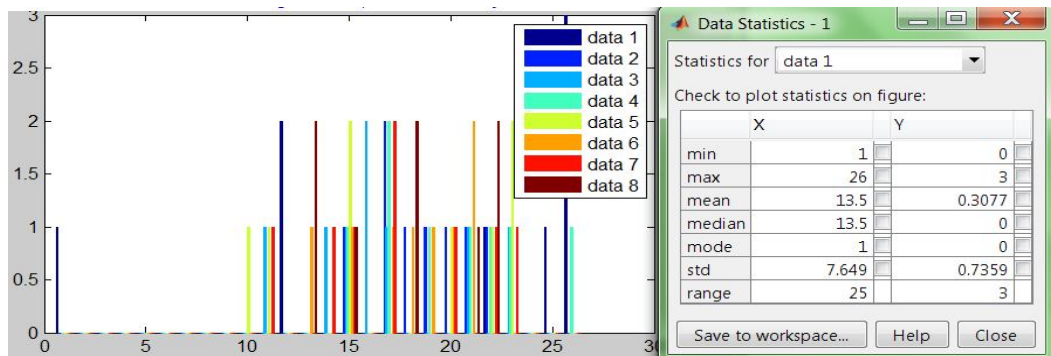 3
2.5
2
1.5
1
0.5
0
0 5 10 15 20 25 30
data 1
data 2
data 3
data 4
data 5
data 6
data 7
data 8
Data Statistics - 1
Statistics for data 1
Check to plot statistics on figure:
X Y
min 1 0
max 26 3
mean 13.5 0.3077
median 13.5 0
mode 1 0
std 7.649 0.7359
range 25 3
Save to workspace... Help Close